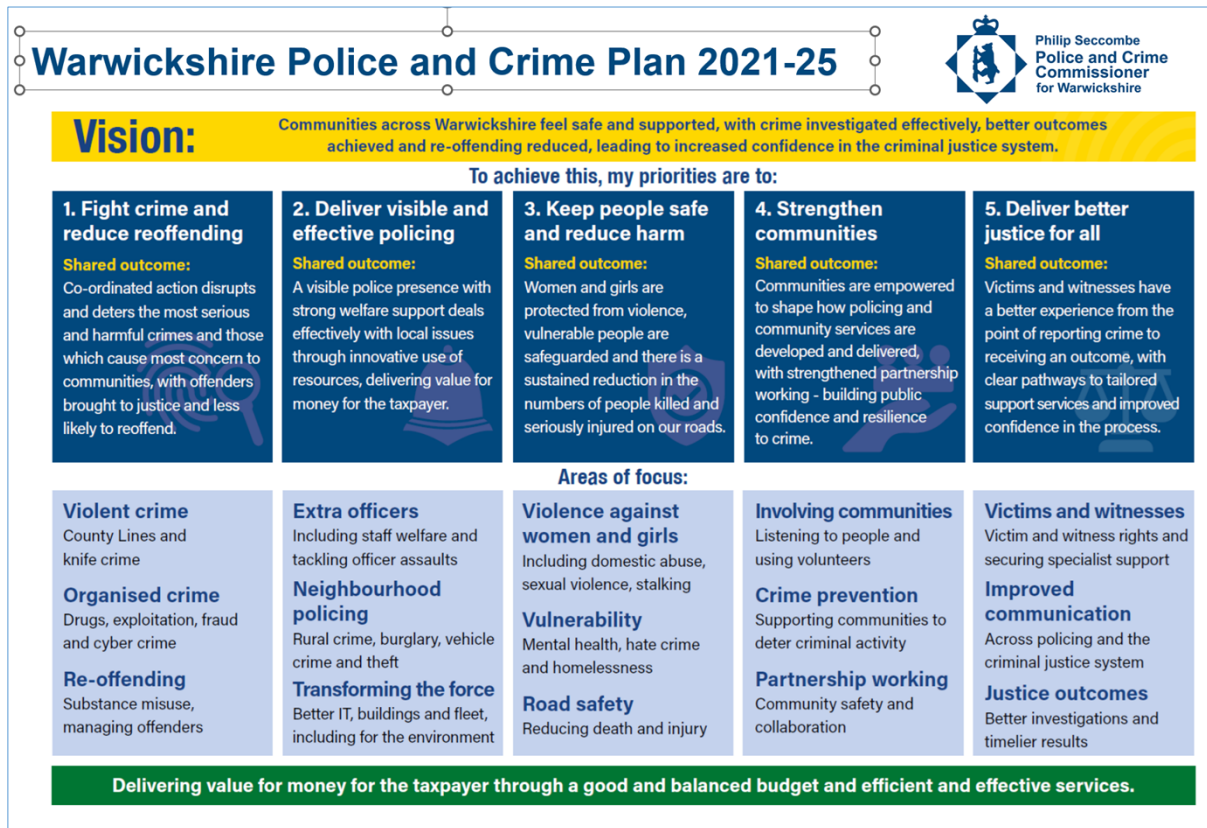 Warwickshire Police and Crime Plan 2021-25
Philip Seccombe
Police and Crime
Commissioner
for Warwickshire
Vision:
Communities across Warwickshire feel safe and supported, with crime investigated effectively, better outcomes
achieved and re-offending reduced, leading to increased confidence in the criminal justice system.
To achieve this, my priorities are to:
1. Fight crime and
reduce reoffending
Shared outcome:
Co-ordinated action disrupts
and deters the most serious
and harmful crimes and those
which cause most concern to
communities, with offenders
brought to justice and less
likely to reoffend.
2. Deliver visible and
effective policing
Shared outcome:
A visible police presence with
strong welfare support deals
effectively with local issues
through innovative use of
resources, delivering value for
money for the taxpayer.
3. Keep people safe
and reduce harm
Shared outcome:
Women and girls are
protected from violence,
vulnerable people are
safeguarded and there is a
sustained reduction in the
numbers of people killed and
seriously injured on our roads.
4. Strengthen
communities
Shared outcome:
Communities are empowered
to shape how policing and
community services are
developed and delivered,
with strengthened partnership
working - building public
confidence and resilience
to crime.
5. Deliver better
justice for all
Shared outcome:
Victims and witnesses have
a better experience from the
point of reporting crime to
receiving an outcome, with
clear pathways to tailored
support services and improved
confidence in the process.
Areas of focus:
Violent crime
County Lines and
knife crime
Organised crime
Drugs, exploitation, fraud
and cyber crime
Re-offending
Substance misuse,
managing offenders
Extra officers
Including staff welfare and
tackling officer assaults
Neighbourhood
policing
Rural crime, burglary, vehicle
crime and theft
Transforming the force
Better IT, buildings and fleet,
including for the environment
Violence against
women and girls
Including domestic abuse,
sexual violence, stalking
Vulnerability
Mental health, hate crime
and homelessness
Road safety
Reducing death and injury
Involving communities
Listening to people and
using volunteers
Crime prevention
Supporting communities to
deter criminal activity
Partnership working
Community safety and
collaboration
Victims and witnesses
Victim and witness rights and
securing specialist support
Improved
communication
Across policing and the
criminal justice system
Justice outcomes
Better investigations and
timelier results
Delivering value for money for the taxpayer through a good and balanced budget and efficient and effective services.